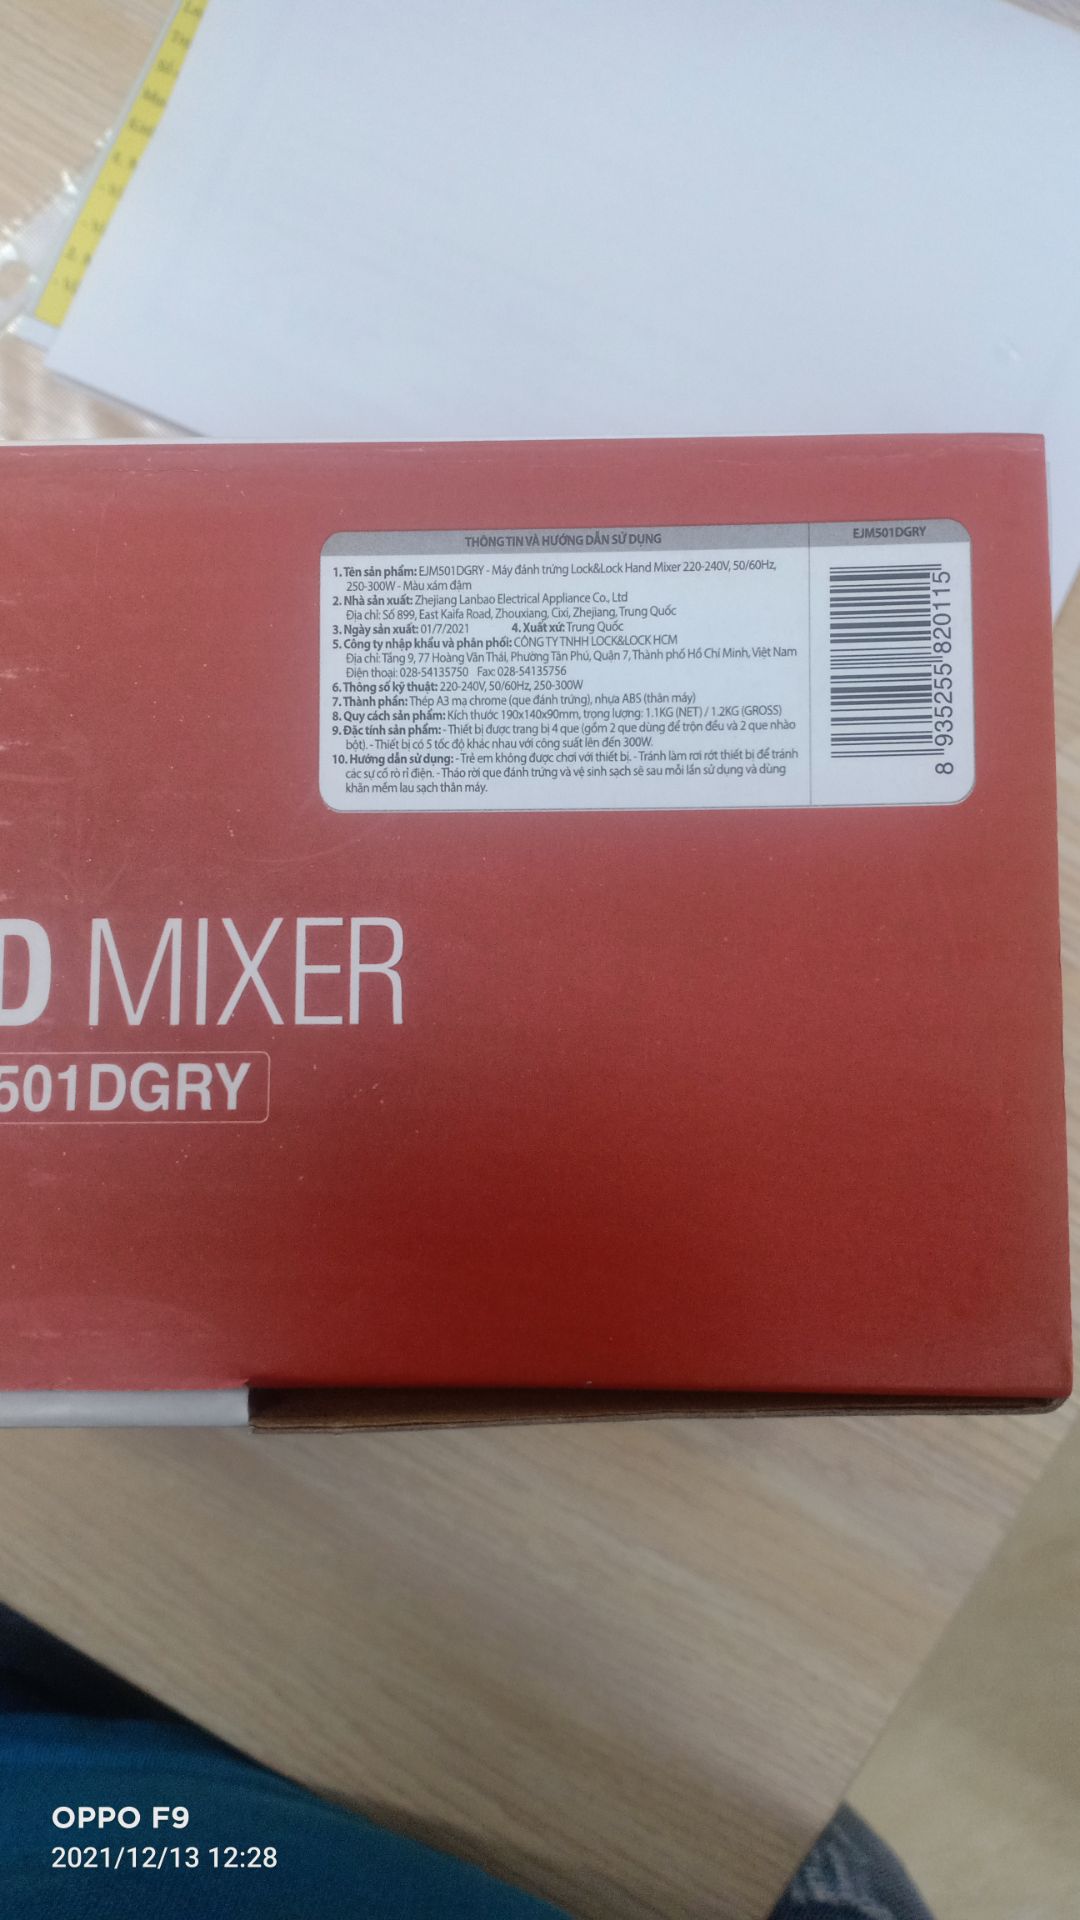 THÔNG TIN VÀ HƯỚNG DẪN SỬ DỤNG
EJM501DGRY
1. Tên sản phẩm: EJM501DGRY - Máy đánh trứng Lock&Lock Hand Mixer 220-240V, 50/60Hz,
250-300W - Màu xám đậm
2. Nhà sản xuất: Zhejiang Lanbao Electrical Appliance Co., Ltd
Địa chỉ: Số 899, East Kaifa Road, Zhouxiang, Cixi, Zhejiang, Trung Quốc
3. Ngày sản xuất: 01/7/2021 4. Xuất xứ: Trung Quốc
5. Công ty nhập khẩu và phân phối: CÔNG TY TNHH LOCK&LOCK HCM
Địa chỉ: Tầng 9, 77 Hoàng Văn Thái, Phường Tân Phú, Quận 7, Thành phố Hồ Chí Minh, Việt Nam
Điện thoại: 028-54135750 Fax: 028-54135756
6. Thông số kỹ thuật: 220-240V, 50/60Hz, 250-300W
7. Thành phần: Thép A3 mạ chrome (que đánh trứng), nhựa ABS (thân máy)
8. Quy cách sản phẩm: Kích thước 190x140x90mm, trọng lượng: 1.1KG (NET) / 1.2KG (GROSS)
9. Đặc tính sản phẩm: - Thiết bị được trang bị 4 que (gồm 2 que dùng để trộn đều và 2 que nhào
bột). - Thiết bị có 5 tốc độ khác nhau với công suất lên đến 300W.
10. Hướng dẫn sử dụng: - Trẻ em không được chơi với thiết bị. - Tránh làm rơi rớt thiết bị để tránh
các sự cố rò rỉ điện. - Tháo rời que đánh trứng và vệ sinh sạch sẽ sau mỗi lần sử dụng và dùng
khăn mềm lau sạch thân máy.
8 935255 820115
D MIXER
501DGRY
OPPO F9
2021/12/13 12:28